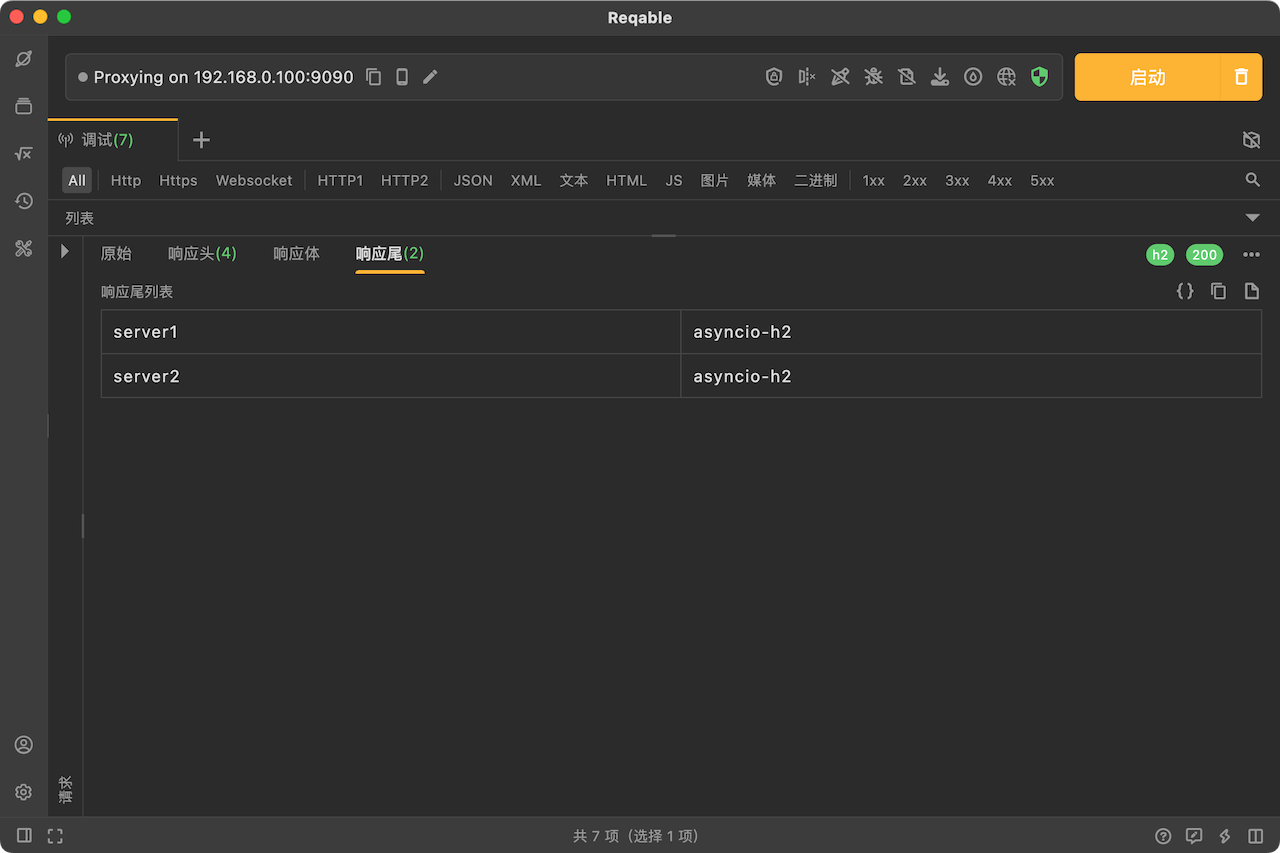 Reqable
Proxying on 192.168.0.100:9090
启动
调试(7)
All Http Https Websocket HTTP1 HTTP2 JSON XML 文本 HTML JS 图片 媒体 二进制 1xx 2xx 3xx 4xx 5xx
列表
原始 响应头(4) 响应体 响应尾(2) h2 200
响应尾列表
server1 asyncio-h2
server2 asyncio-h2
请求
共 7 项（选择 1 项）